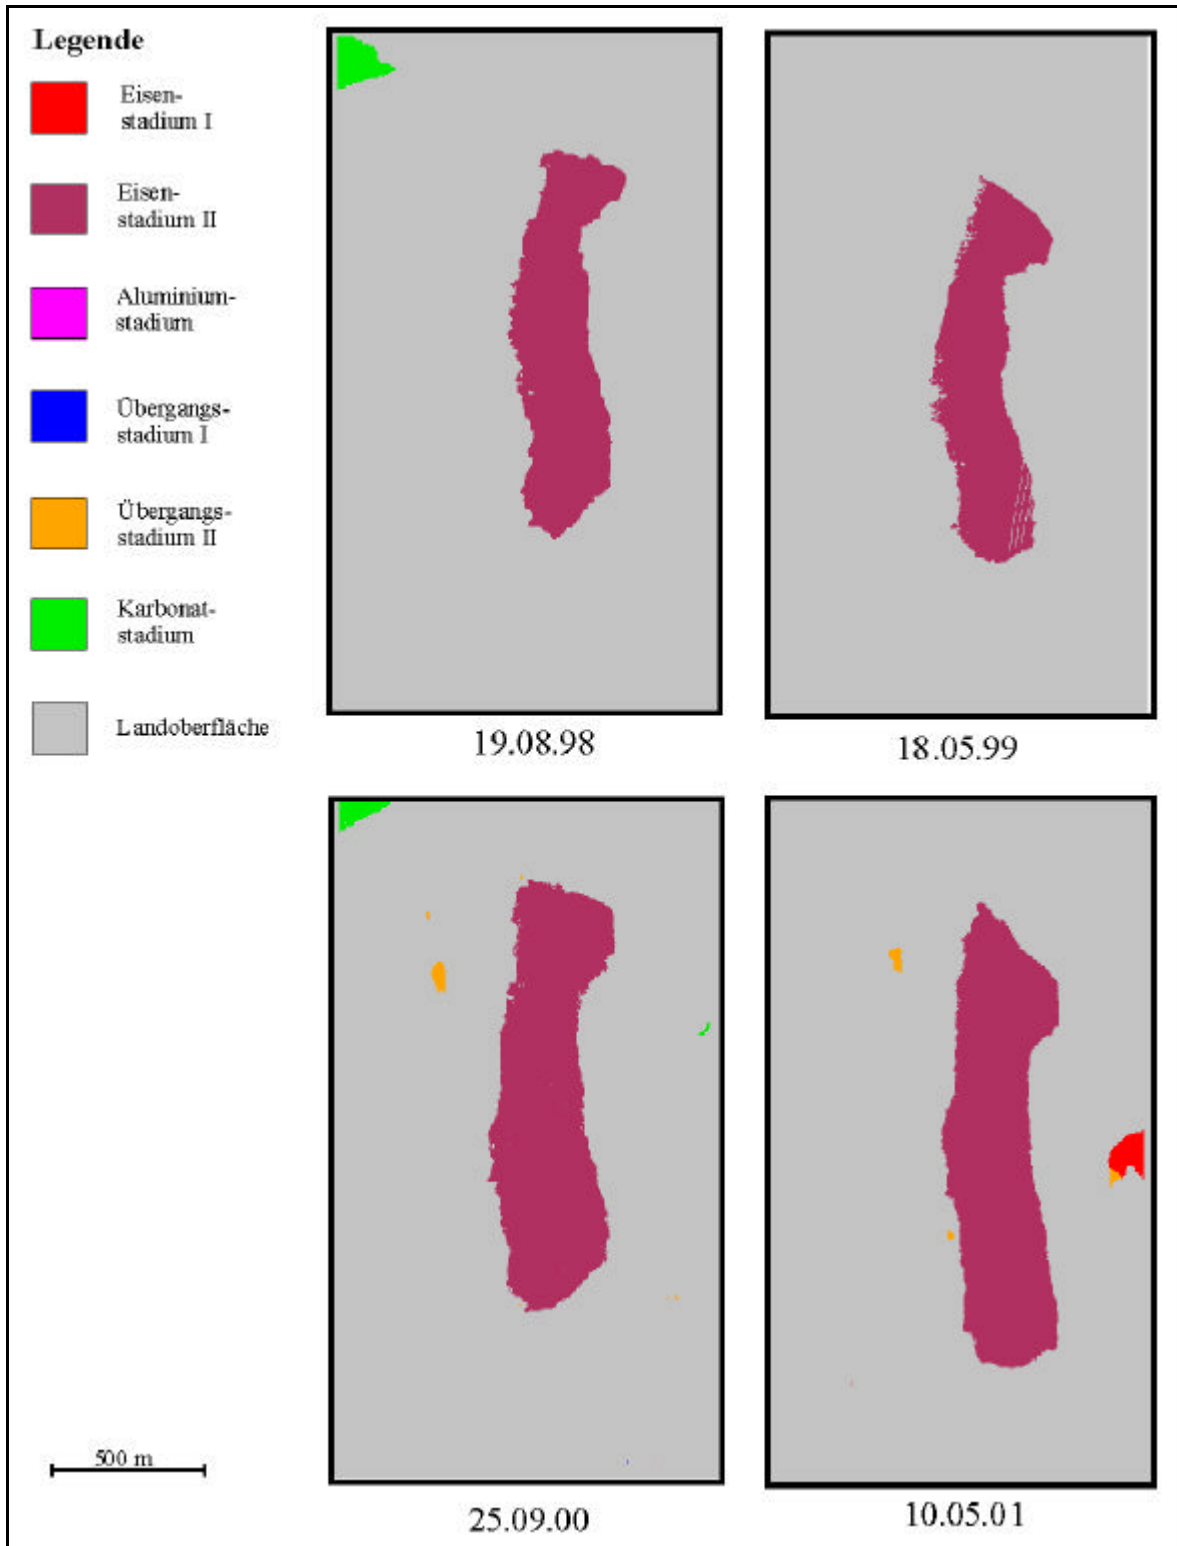 Legende
Eisen-
stadium I
Eisen-
stadium II
Aluminium-
stadium
Übergangs-
stadium I
Übergangs-
stadium II
Karbonat-
stadium
Landoberfläche
19.08.98
18.05.99
25.09.00
10.05.01
500 m